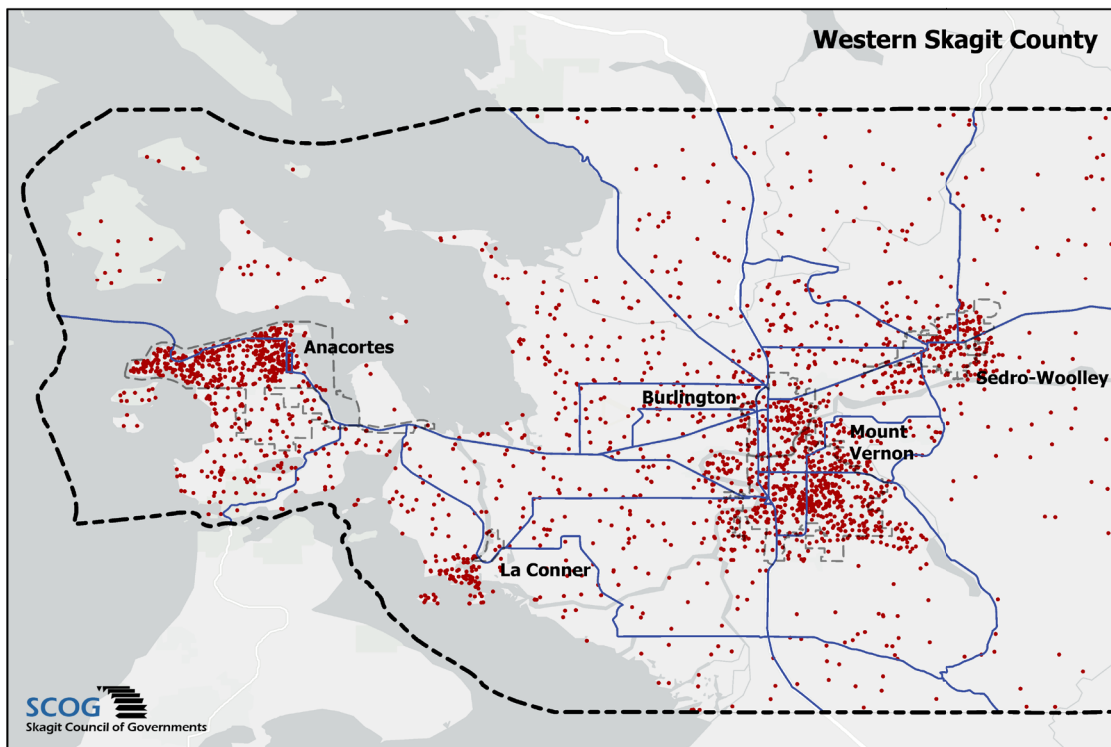 Western Skagit County
Anacortes
Sedro-Woolley
Burlington
Mount
Vernon
La Conner
SCOG
Skagit Council of Governments